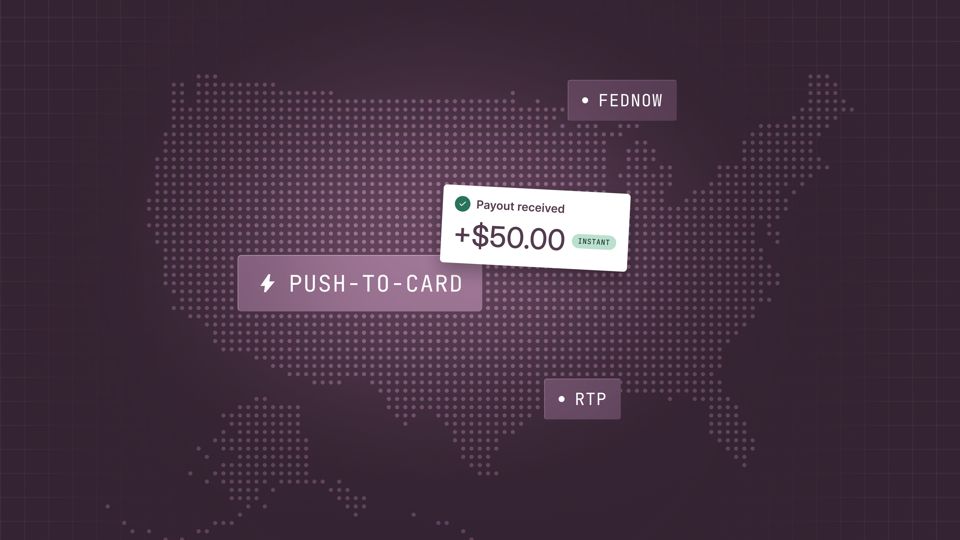 FEDNOW
Payout received
+$50.00
INSTANT
PUSH-TO-CARD
RTP